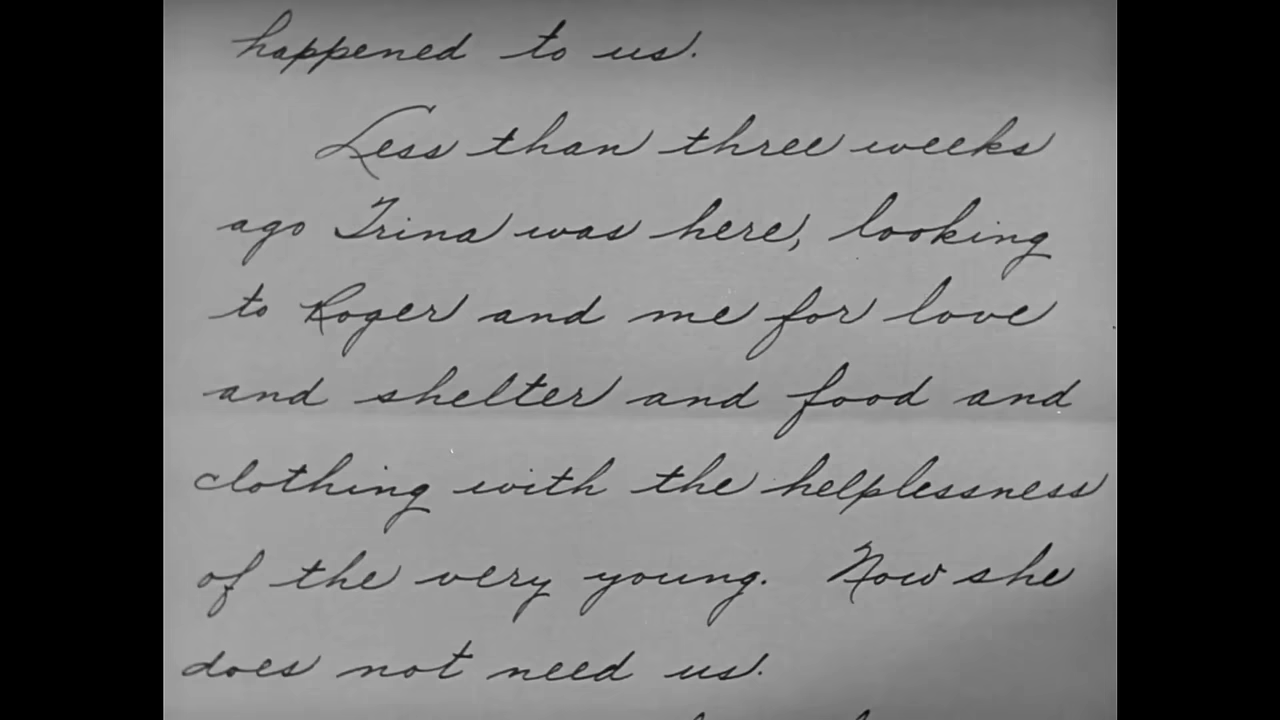 happened to us.
Less than three weeks
ago Trina was here, looking
to Roger and me for love
and shelter and food and
clothing with the helplessness
of the very young. Now she
does not need us.